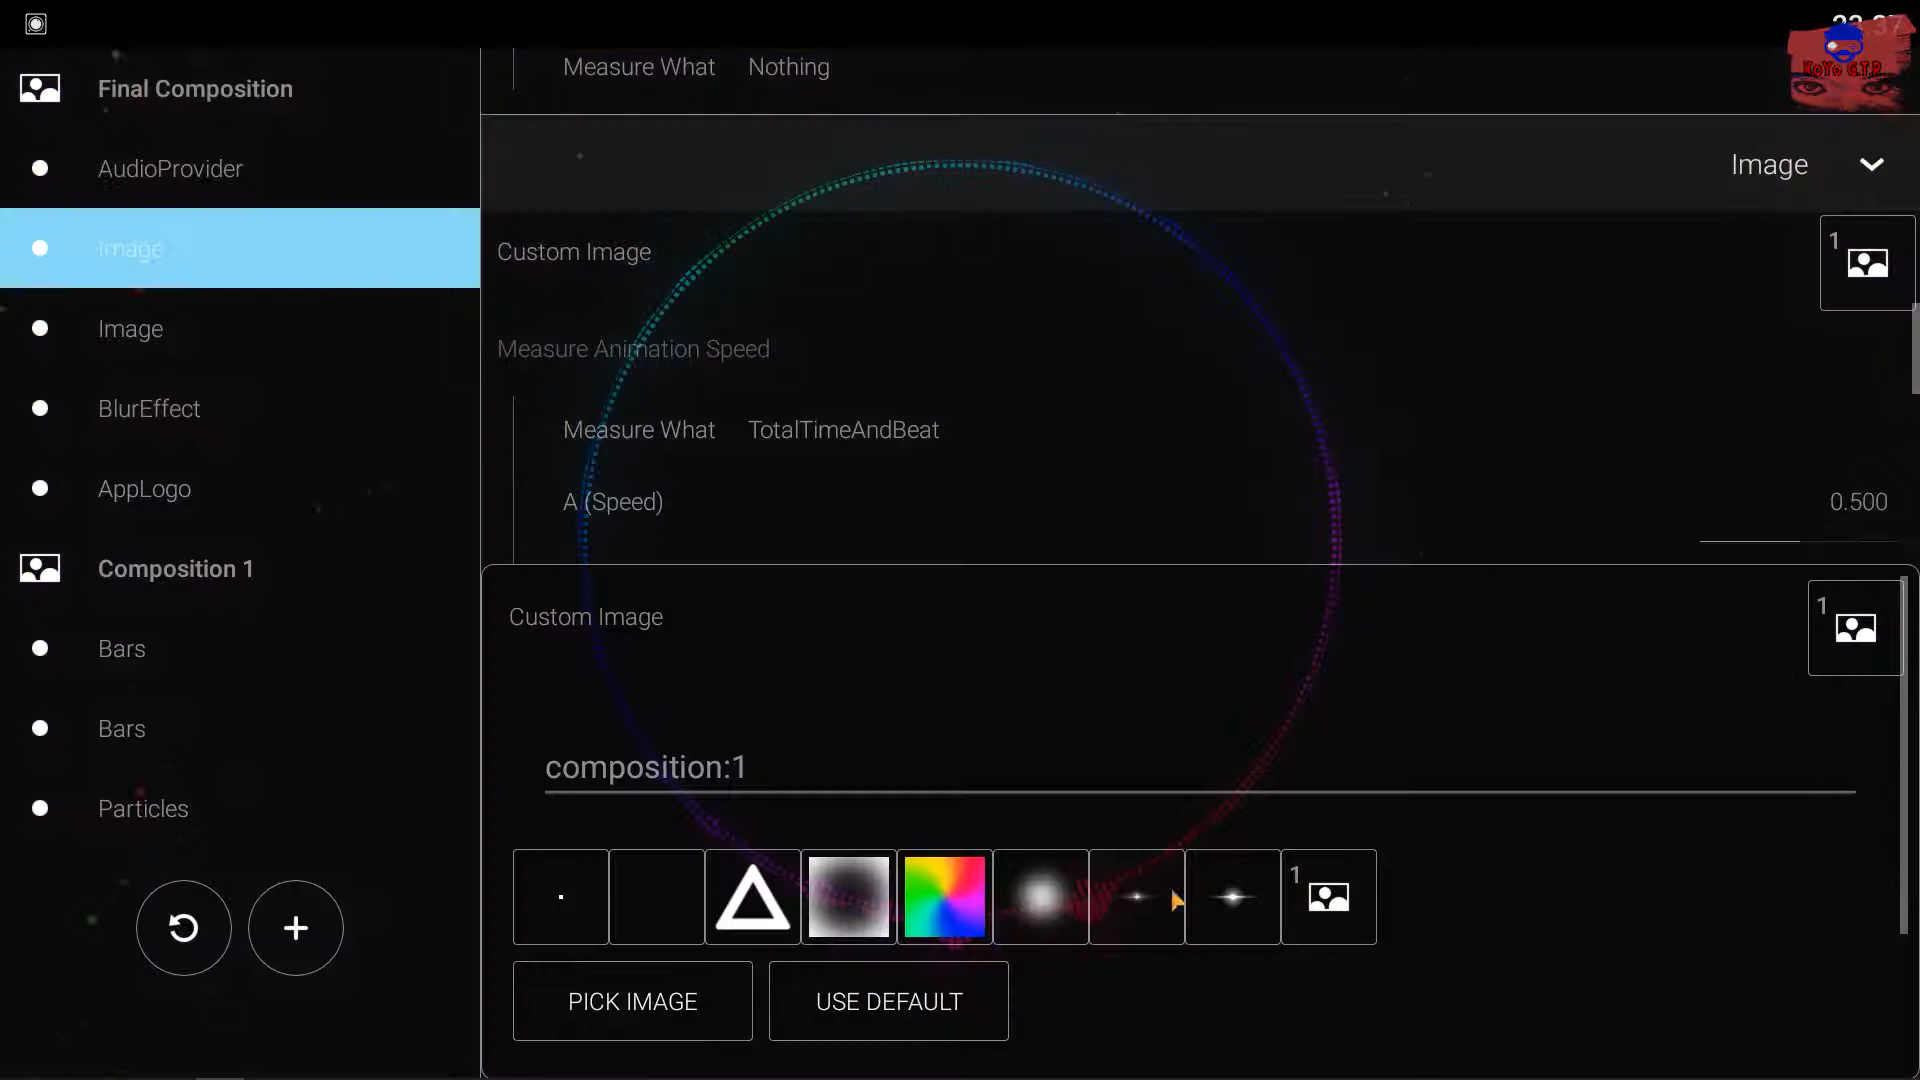 Final Composition
AudioProvider
Image
Image
BlurEffect
AppLogo
Composition 1
Bars
Bars
Particles
Measure What Nothing
KoYo G.T.R
Image
Custom Image
1
Measure Animation Speed
Measure What TotalTimeAndBeat
A (Speed) 0.500
Custom Image
1
composition:1
1
PICK IMAGE USE DEFAULT